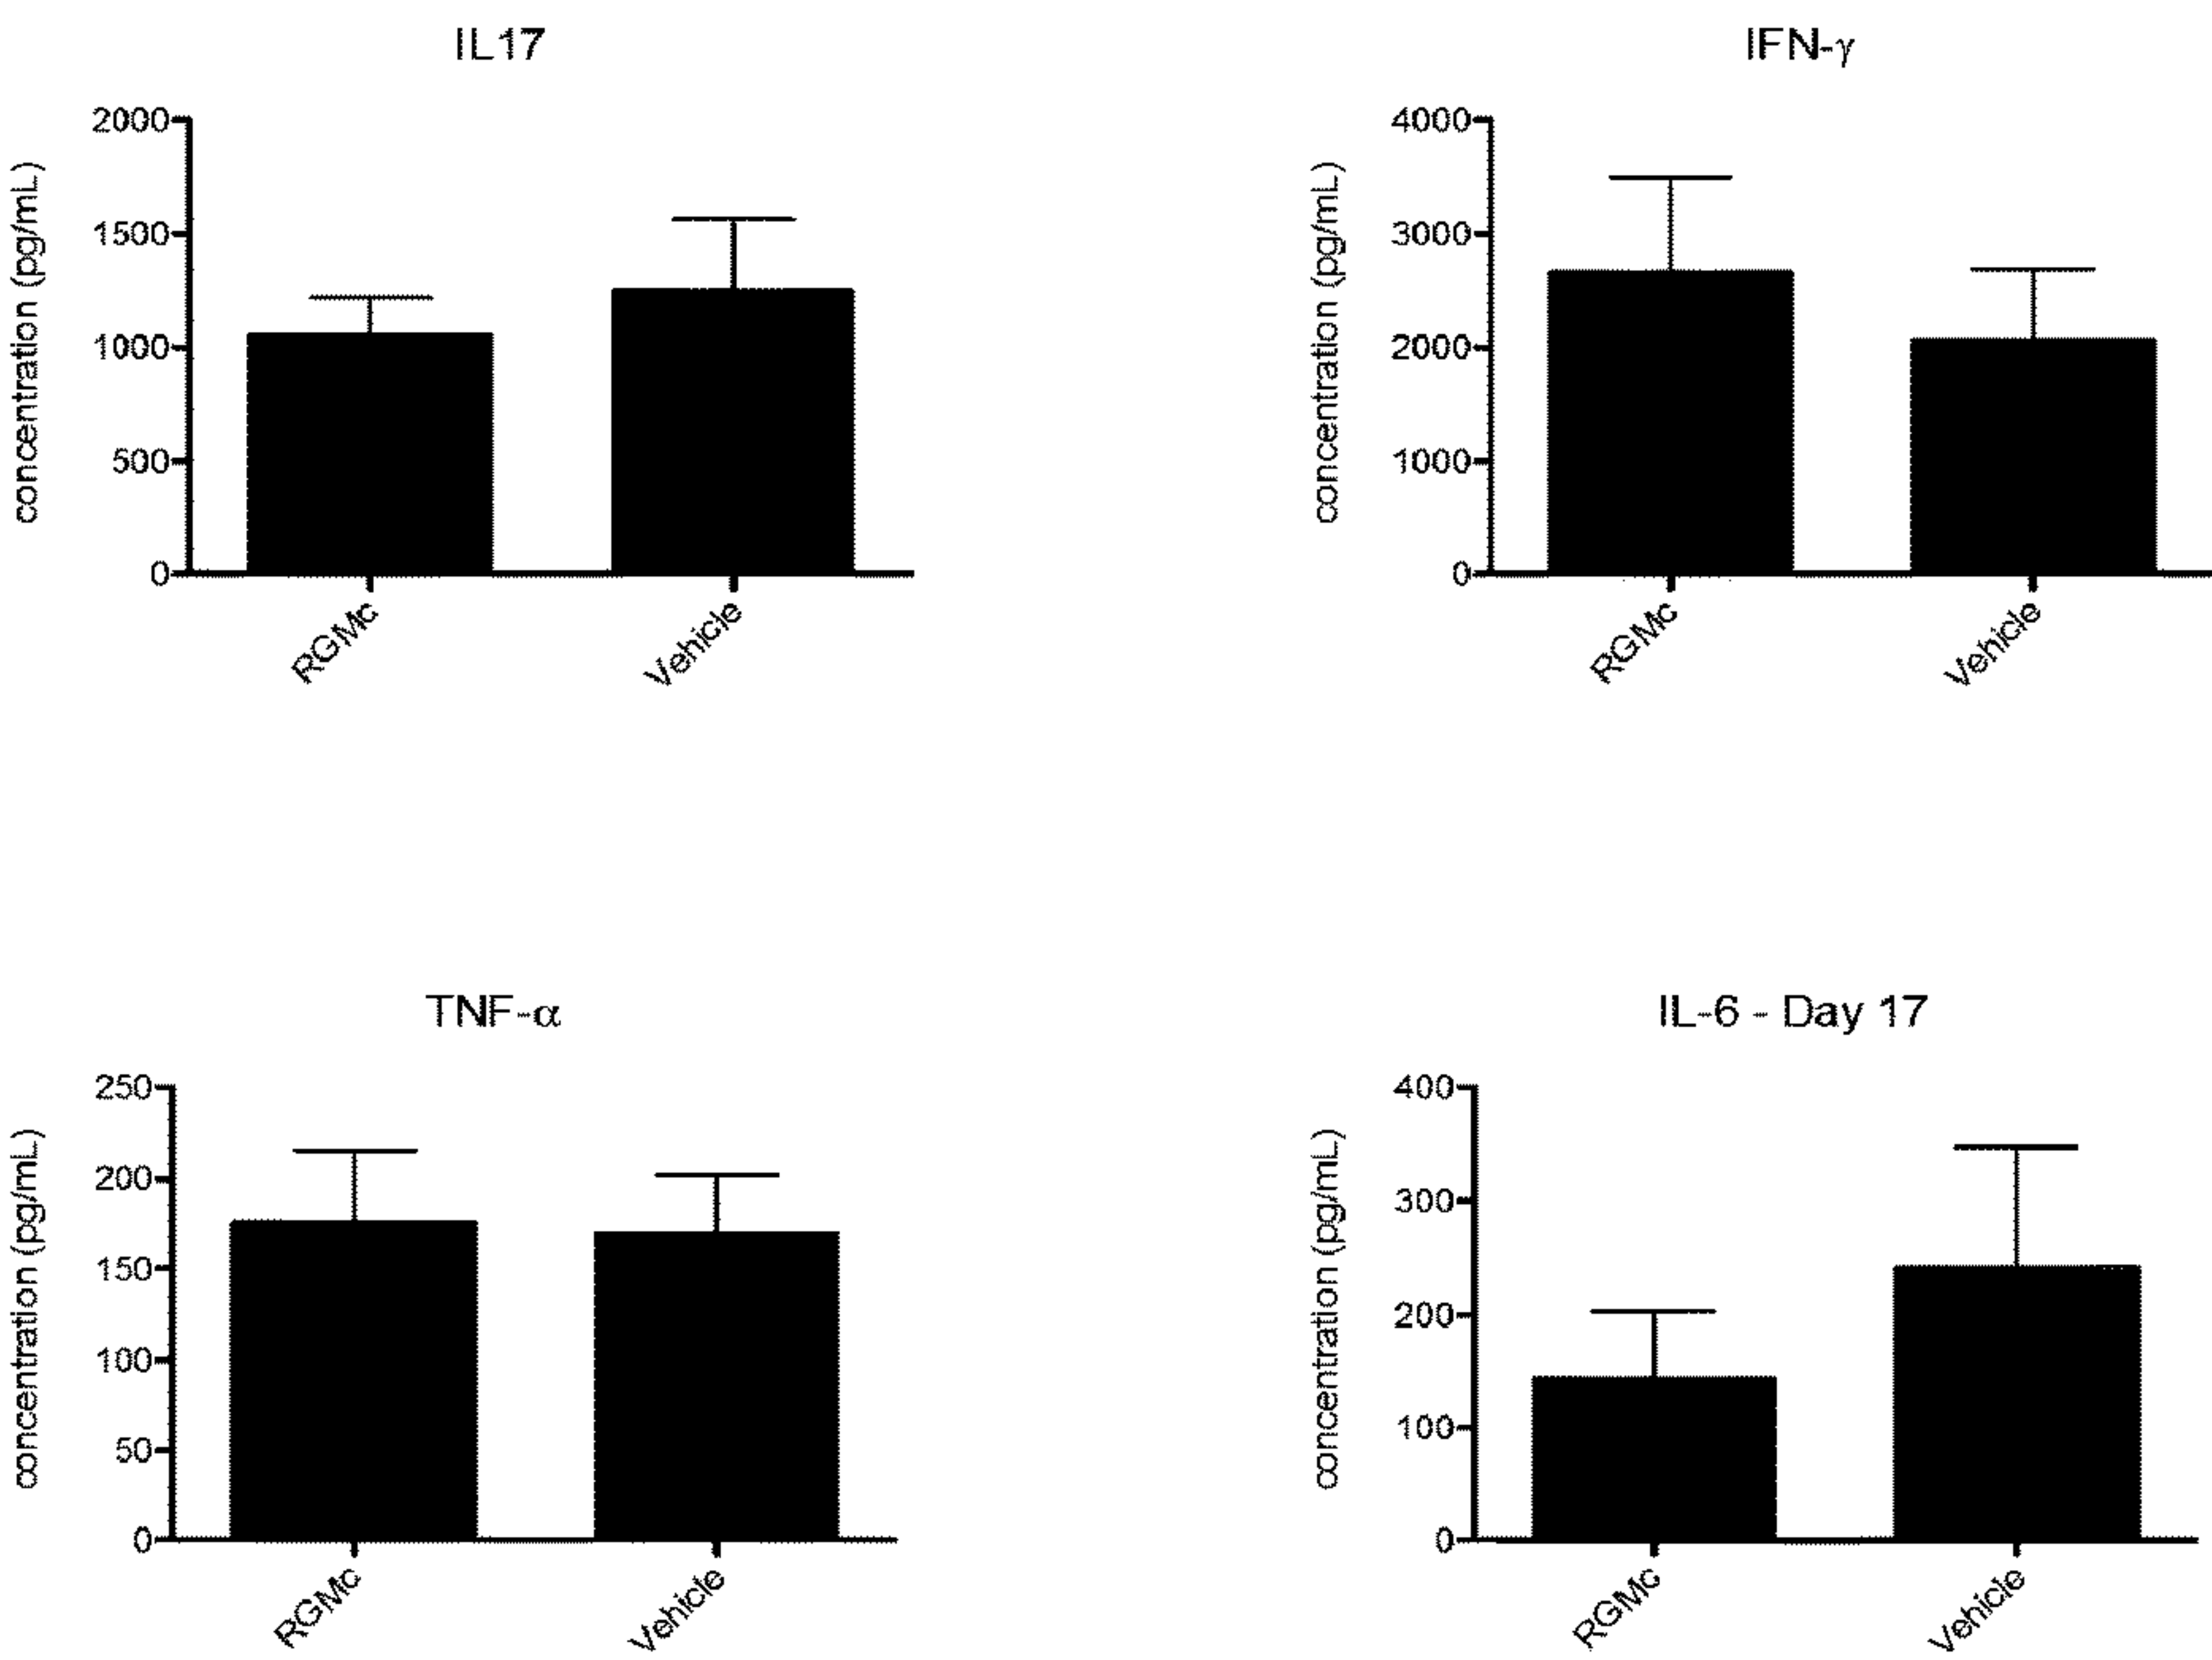 IL17
concentration (pg/mL)
2000
1500
1000
500
0
RGMc
Vehicle
IFN-γ
concentration (pg/mL)
4000
3000
2000
1000
0
RGMc
Vehicle
TNF-α
concentration (pg/mL)
250
200
150
100
50
0
RGMc
Vehicle
IL-6 - Day 17
concentration (pg/mL)
400
300
200
100
0
RGMc
Vehicle